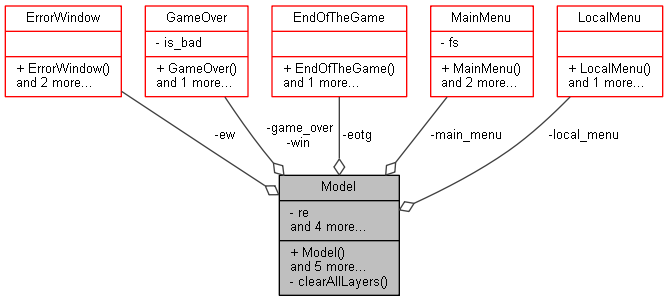 ErrorWindow
+ ErrorWindow()
and 2 more...
GameOver
- is_bad
+ GameOver()
and 1 more...
EndOfTheGame
+ EndOfTheGame()
and 1 more...
MainMenu
- fs
+ MainMenu()
and 2 more...
LocalMenu
+ LocalMenu()
and 1 more...
-ew
-game_over
-win
-eotg
-main_menu
-local_menu
Model
- re
and 4 more...
+ Model()
and 5 more...
- clearAllLayers()